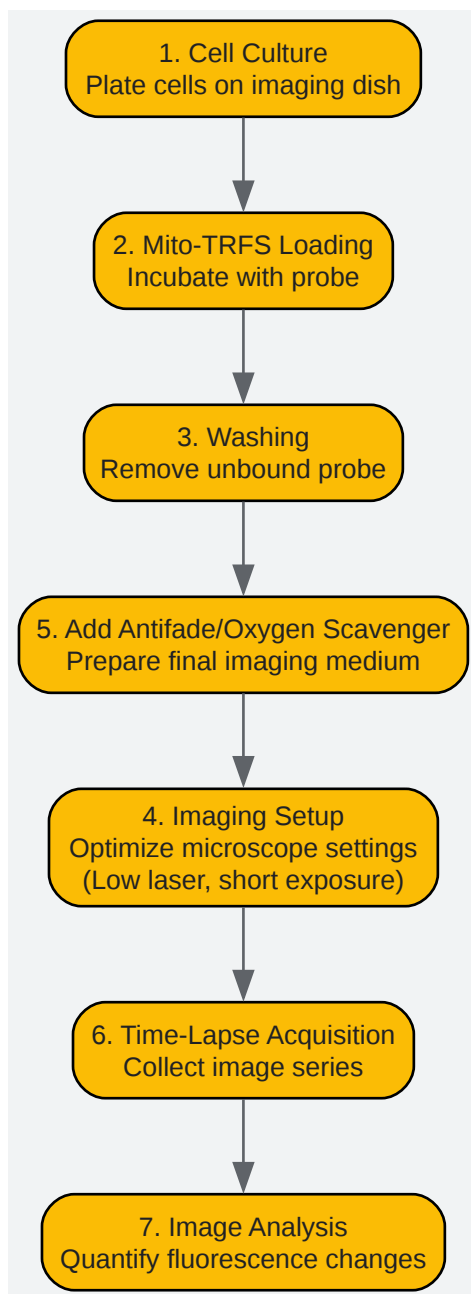 1. Cell Culture
Plate cells on imaging dish
2. Mito-TRFS Loading
Incubate with probe
3. Washing
Remove unbound probe
5. Add Antifade/Oxygen Scavenger
Prepare final imaging medium
4. Imaging Setup
Optimize microscope settings
(Low laser, short exposure)
6. Time-Lapse Acquisition
Collect image series
7. Image Analysis
Quantify fluorescence changes